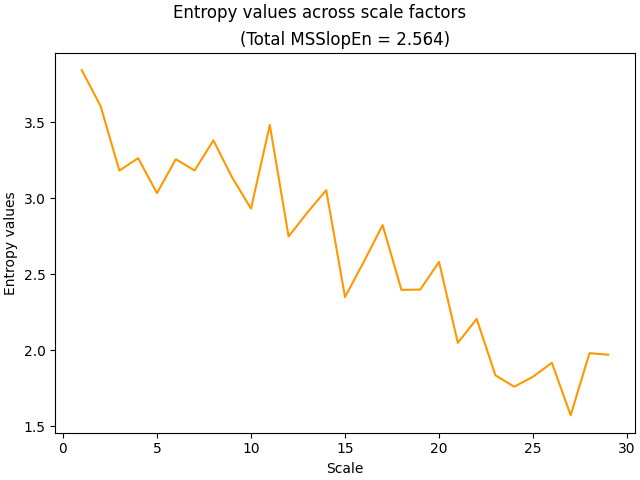 Entropy values across scale factors
(Total MSSlopEn = 2.564)
Entropy values
3.5
3.0
2.5
2.0
1.5
0 5 10 15 20 25 30
Scale